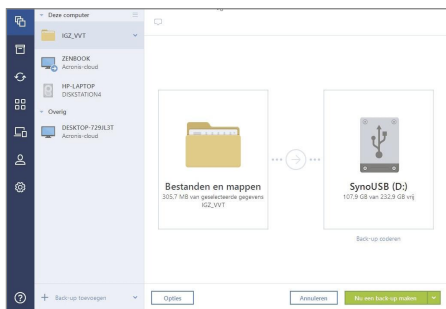 Deze computer
IGZ_VVT
ZENBOOK
Acronis-cloud
HP-LAPTOP
DISKSTATION4
Overig
DESKTOP-729JL3T
Acronis-cloud
Back-up toevoegen
Bestanden en mappen
305,7 MB van geselecteerde gegevens
IGZ_VVT
SynoUSB (D:)
107,9 GB van 232,9 GB vrij
Back-up coderen
Opties
Annuleren
Nu een back-up maken